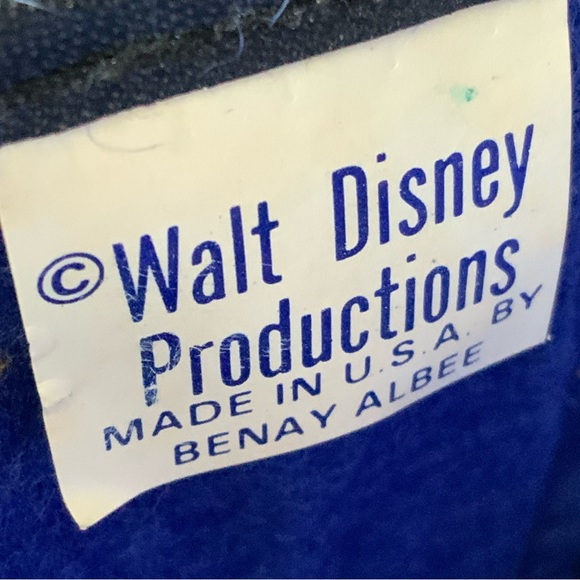 ©Walt Disney
Productions
MADE IN U.S.A. BY
BENAY ALBEE